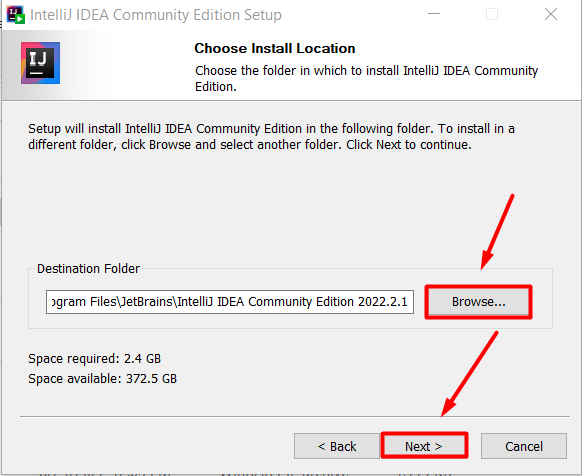 IntelliJ IDEA Community Edition Setup
IJ
Choose Install Location
Choose the folder in which to install IntelliJ IDEA Community
Edition.
Setup will install IntelliJ IDEA Community Edition in the following folder. To install in a
different folder, click Browse and select another folder. Click Next to continue.
Destination Folder
ogram Files\JetBrains\IntelliJ IDEA Community Edition 2022.2.1
Browse...
Space required: 2.4 GB
Space available: 372.5 GB
< Back
Next >
Cancel